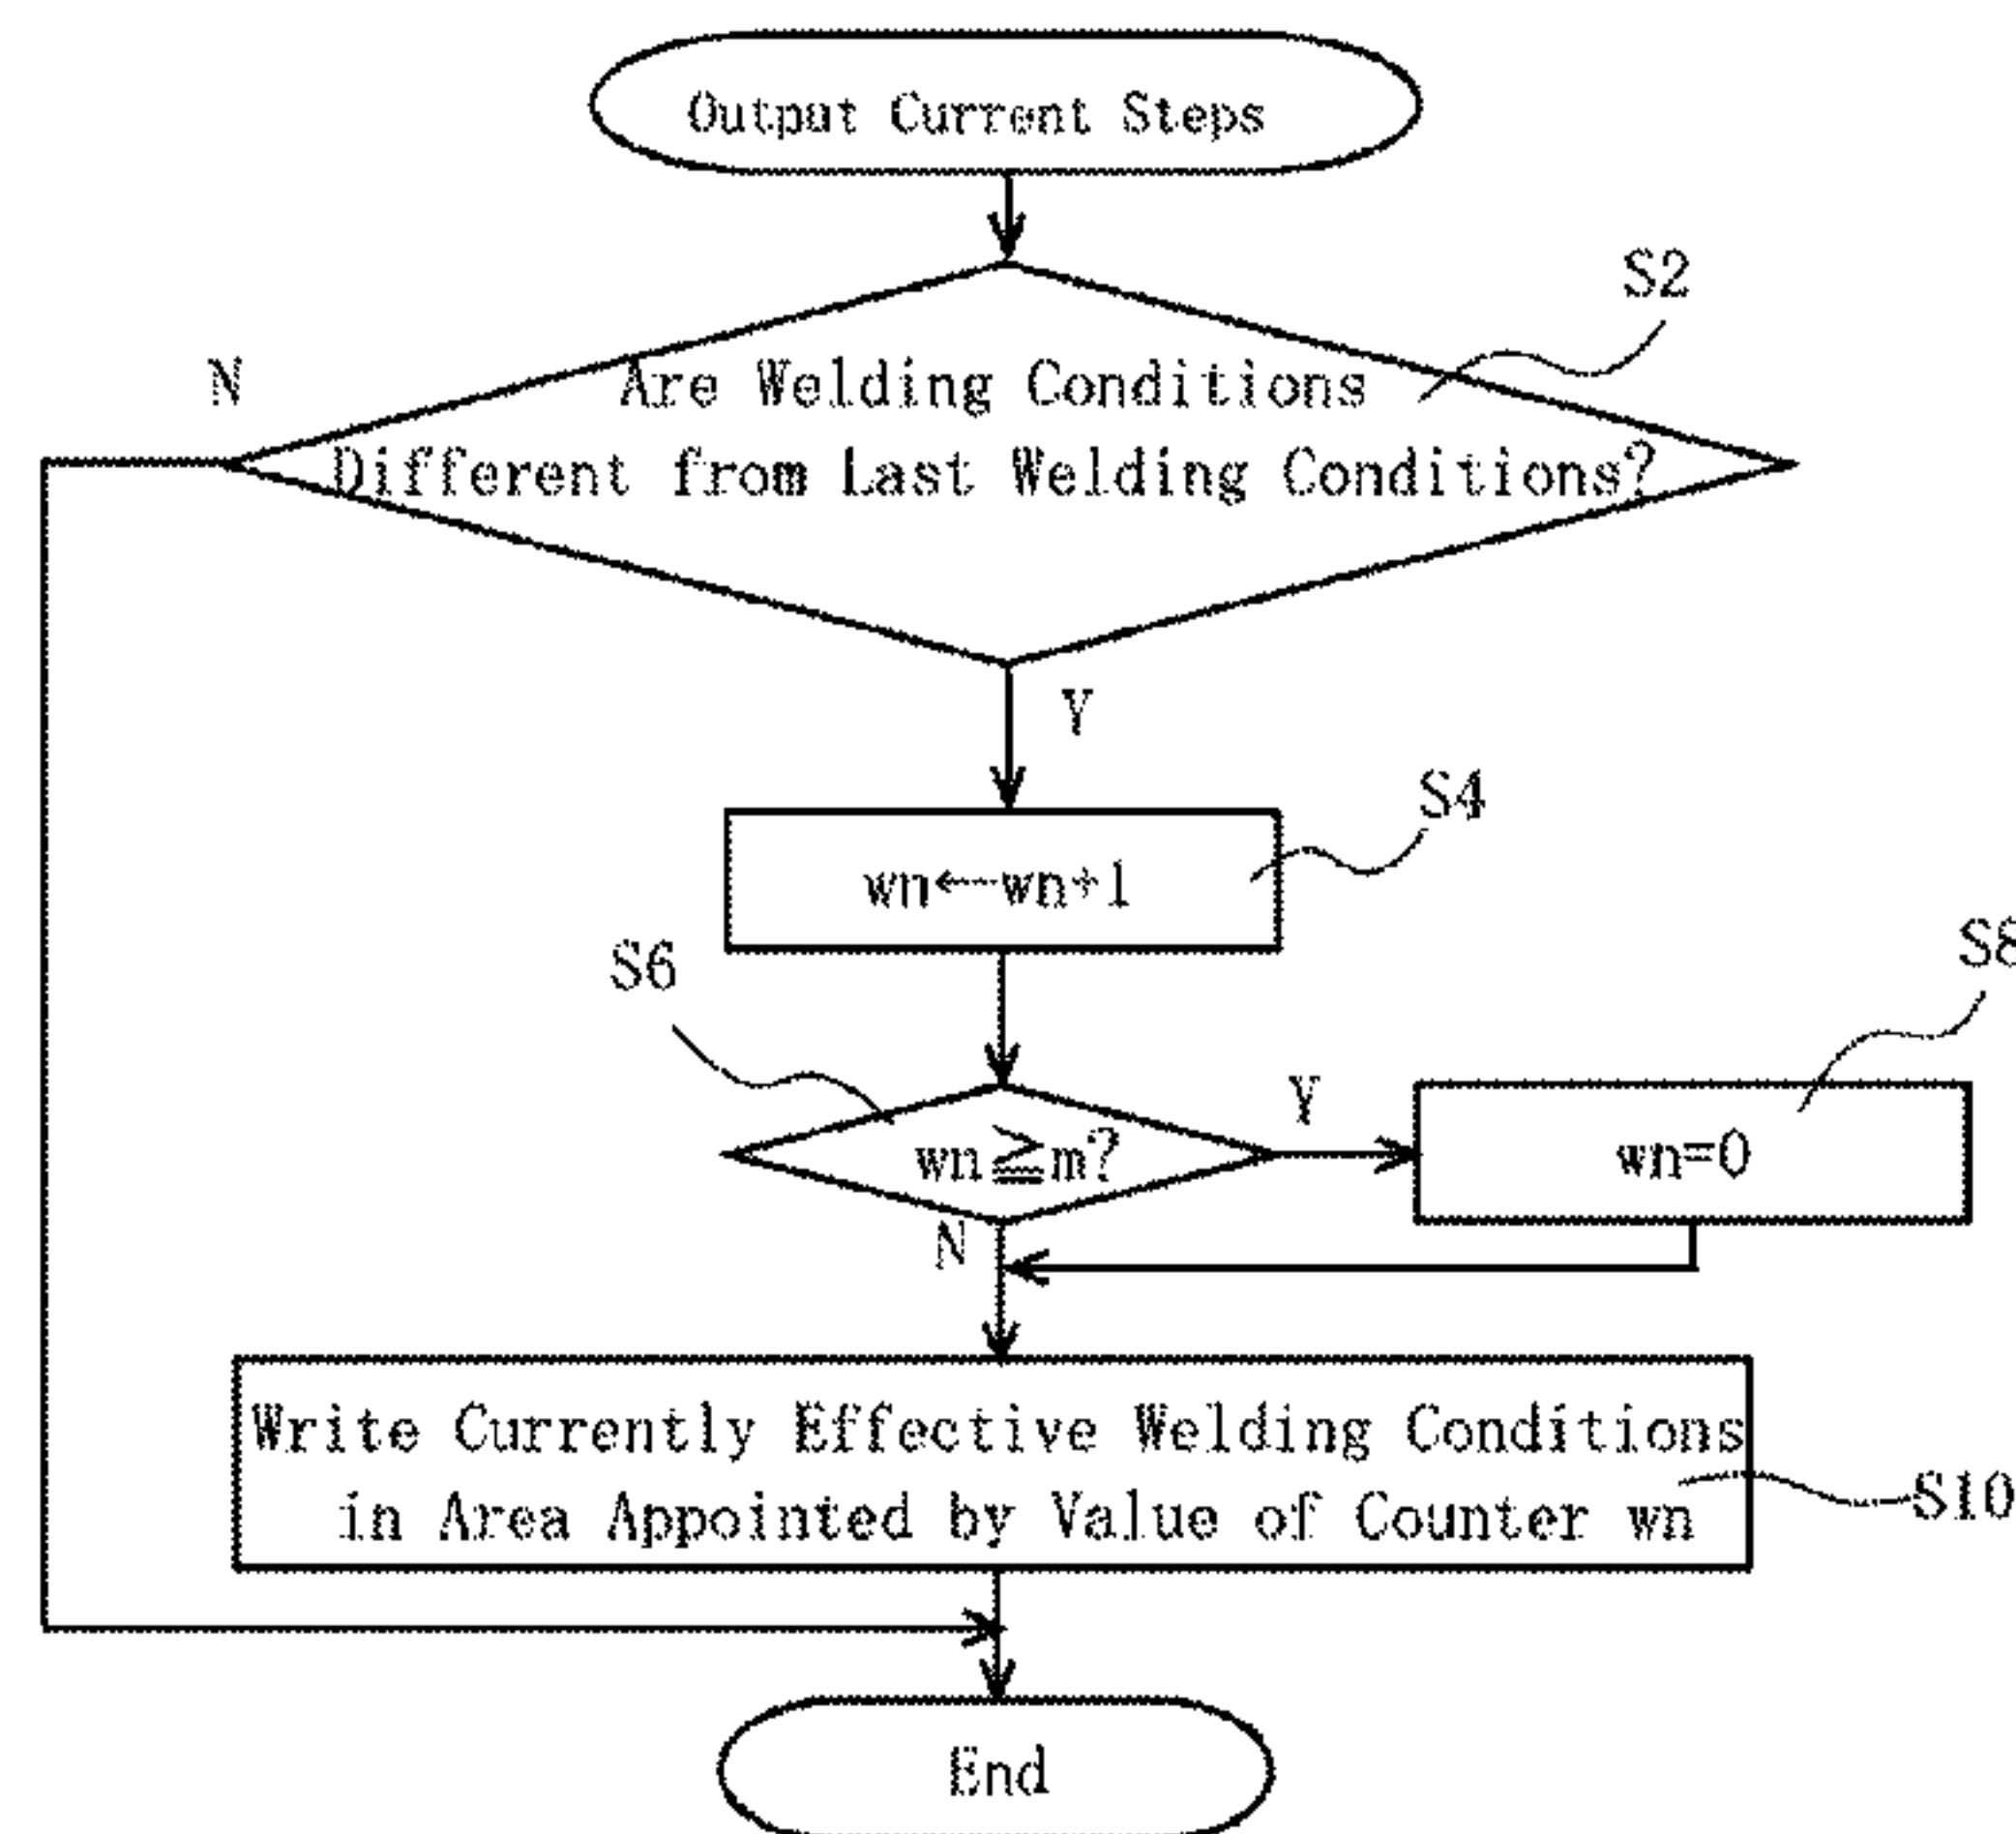 Output Current Steps
S2
N
Are Welding Conditions
Different from Last Welding Conditions?
Y
S4
wn←wn+1
S6
S8
Y
wn≧m?
wn=0
N
Write Currently Effective Welding Conditions
in Area Appointed by Value of Counter wn
S10
End